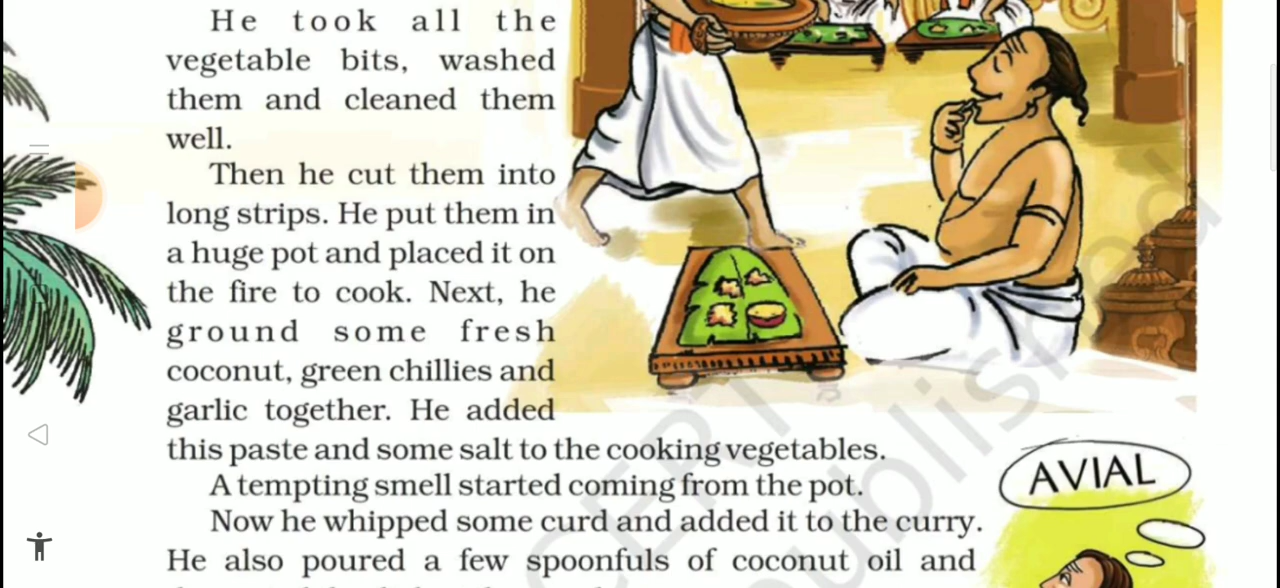 He took all the
vegetable bits, washed
them and cleaned them
well.
Then he cut them into
long strips. He put them in
a huge pot and placed it on
the fire to cook. Next, he
ground some fresh
coconut, green chillies and
garlic together. He added
this paste and some salt to the cooking vegetables.
A tempting smell started coming from the pot.
AVIAL
Now he whipped some curd and added it to the curry.
He also poured a few spoonfuls of coconut oil and